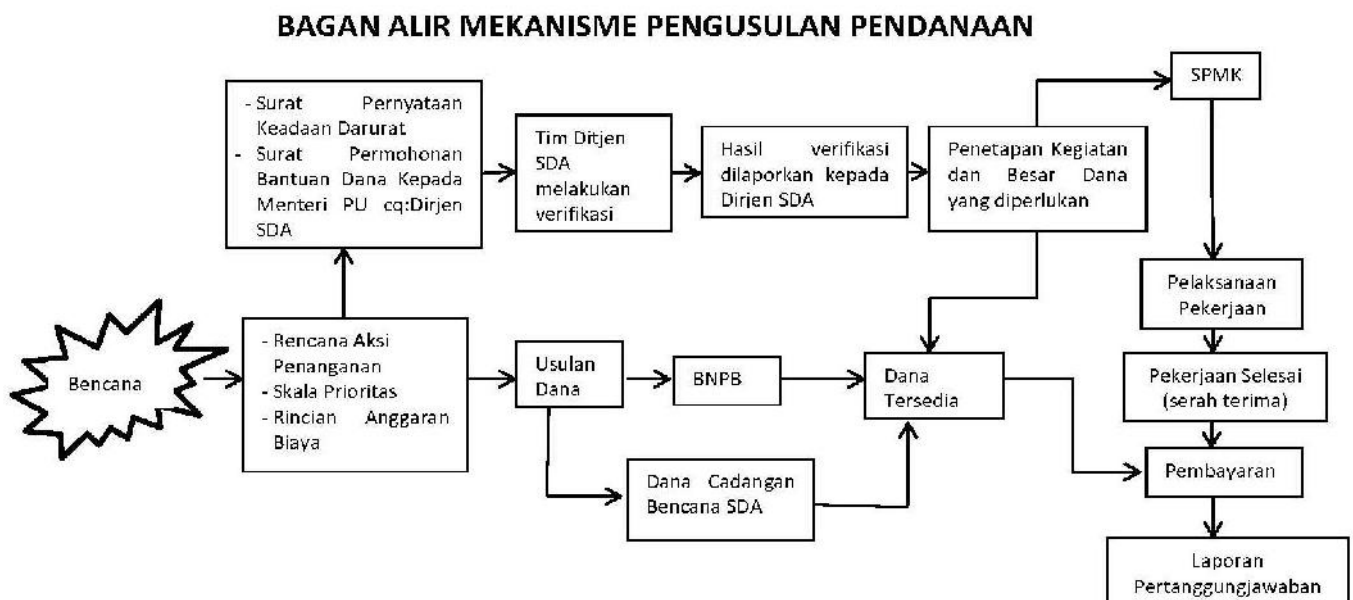 BAGAN ALIR MEKANISME PENGUSULAN PENDANAAN
SPMK
- Surat Pernyataan
Keadaan Darurat
- Surat Permohonan
Bantuan Dana Kepada
Menteri PU cq:Dirjen
SDA
Tim Ditjen
SDA
melakukan
verifikasi
Hasil verifikasi
dilaporkan kepada
Dirjen SDA
Penetapan Kegiatan
dan Besar Dana
yang diperlukan
Pelaksanaan
Pekerjaan
Bencana
- Rencana Aksi
Penanganan
- Skala Prioritas
- Rincian Anggaran
Biaya
Usulan
Dana
BNPB
Dana
Tersedia
Pekerjaan Selesai
(serah terima)
Dana Cadangan
Bencana SDA
Pembayaran
Laporan
Pertanggungjawaban